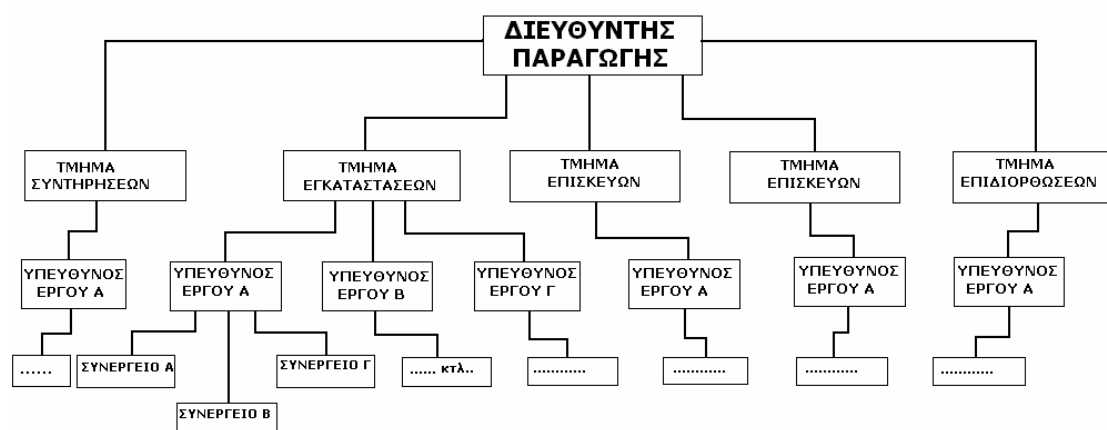 ΔΙΕΥΘΥΝΤΗΣ
ΠΑΡΑΓΩΓΗΣ
ΤΜΗΜΑ
ΣΥΝΤΗΡΗΣΕΩΝ
ΤΜΗΜΑ
ΕΓΚΑΤΑΣΤΑΣΕΩΝ
ΤΜΗΜΑ
ΕΠΙΣΚΕΥΩΝ
ΤΜΗΜΑ
ΕΠΙΣΚΕΥΩΝ
ΤΜΗΜΑ
ΕΠΙΔΙΟΡΘΩΣΕΩΝ
ΥΠΕΥΘΥΝΟΣ
ΕΡΓΟΥ Α
ΥΠΕΥΘΥΝΟΣ
ΕΡΓΟΥ Α
ΥΠΕΥΘΥΝΟΣ
ΕΡΓΟΥ Β
ΥΠΕΥΘΥΝΟΣ
ΕΡΓΟΥ Γ
ΥΠΕΥΘΥΝΟΣ
ΕΡΓΟΥ Α
ΥΠΕΥΘΥΝΟΣ
ΕΡΓΟΥ Α
ΥΠΕΥΘΥΝΟΣ
ΕΡΓΟΥ Α
......
ΣΥΝΕΡΓΕΙΟ Α
ΣΥΝΕΡΓΕΙΟ Β
ΣΥΝΕΡΓΕΙΟ Γ
...... κτλ..
............
............
............
............